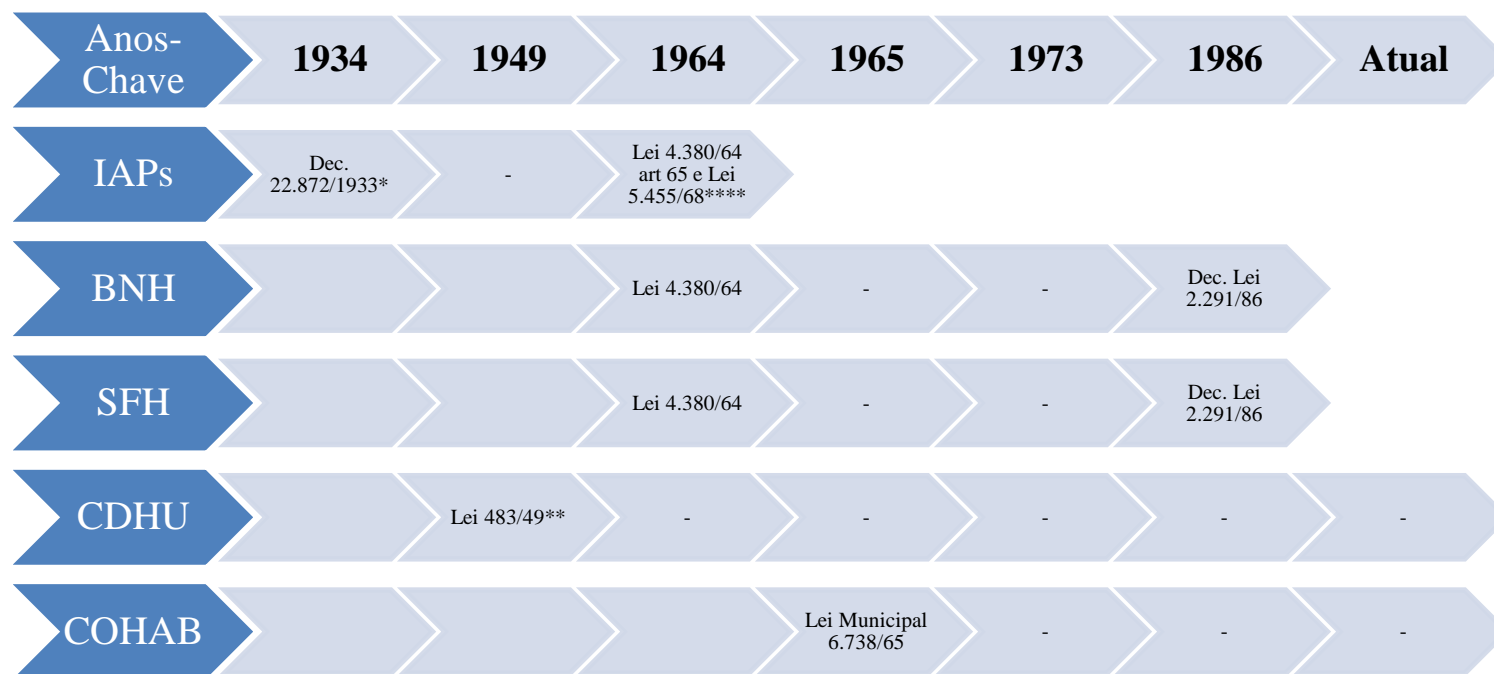 Anos-
Chave
1934
1949
1964
1965
1973
1986
Atual
IAPs
Dec.
22.872/1933*
-
Lei 4.380/64
art 65 e Lei
5.455/68****
BNH
Lei 4.380/64
-
-
Dec. Lei
2.291/86
SFH
Lei 4.380/64
-
-
Dec. Lei
2.291/86
CDHU
Lei 483/49**
-
-
-
-
-
COHAB
Lei Municipal
6.738/65
-
-
-